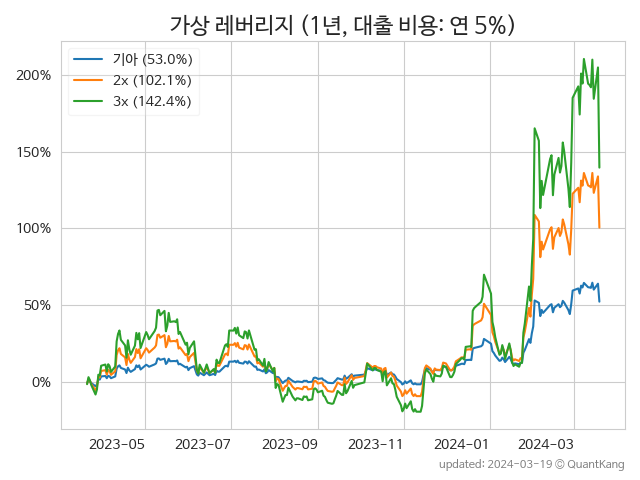 가상 레버리지 (1년, 대출 비용: 연 5%)
기아 (53.0%)
2x (102.1%)
3x (142.4%)
200%
150%
100%
50%
0%
2023-05 2023-07 2023-09 2023-11 2024-01 2024-03
updated: 2024-03-19 © QuantKang